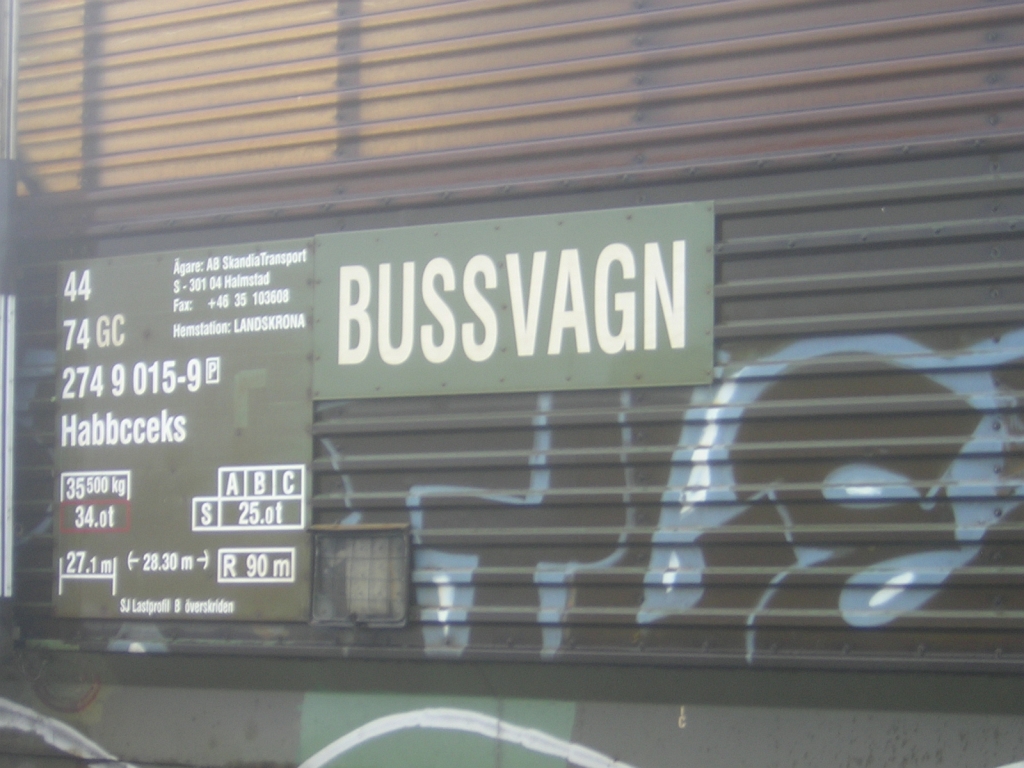 44
74 GC
274 9 015-9 P
Habbcceks
Ägare: AB SkandiaTransport
S - 301 04 Halmstad
Fax: +46 35 103608
Hemstation: LANDSKRONA
BUSSVAGN
35 500 kg
34.0t
A B C
S 25.0t
27.1 m
(- 28.30 m -)
R 90 m
SJ Lastprofil B överskriden